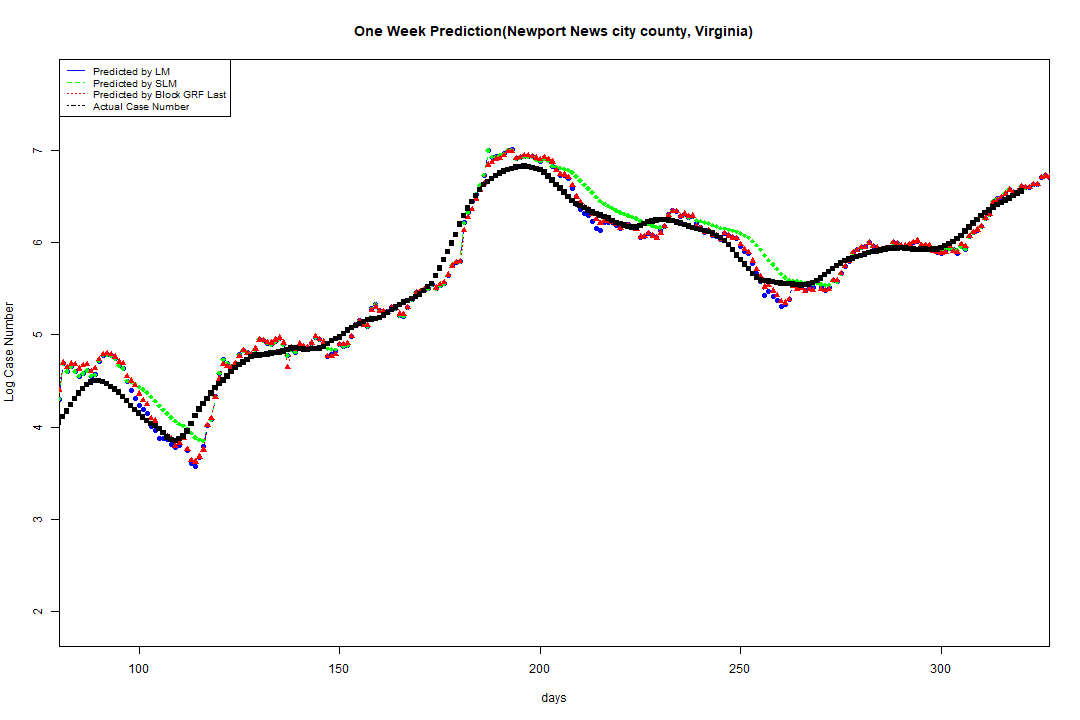 One Week Prediction(Newport News city county, Virginia)
Predicted by LM
Predicted by SLM
Predicted by Block GRF Last
Actual Case Number
Log Case Number
7
6
5
4
3
2
100 150 200 250 300
days